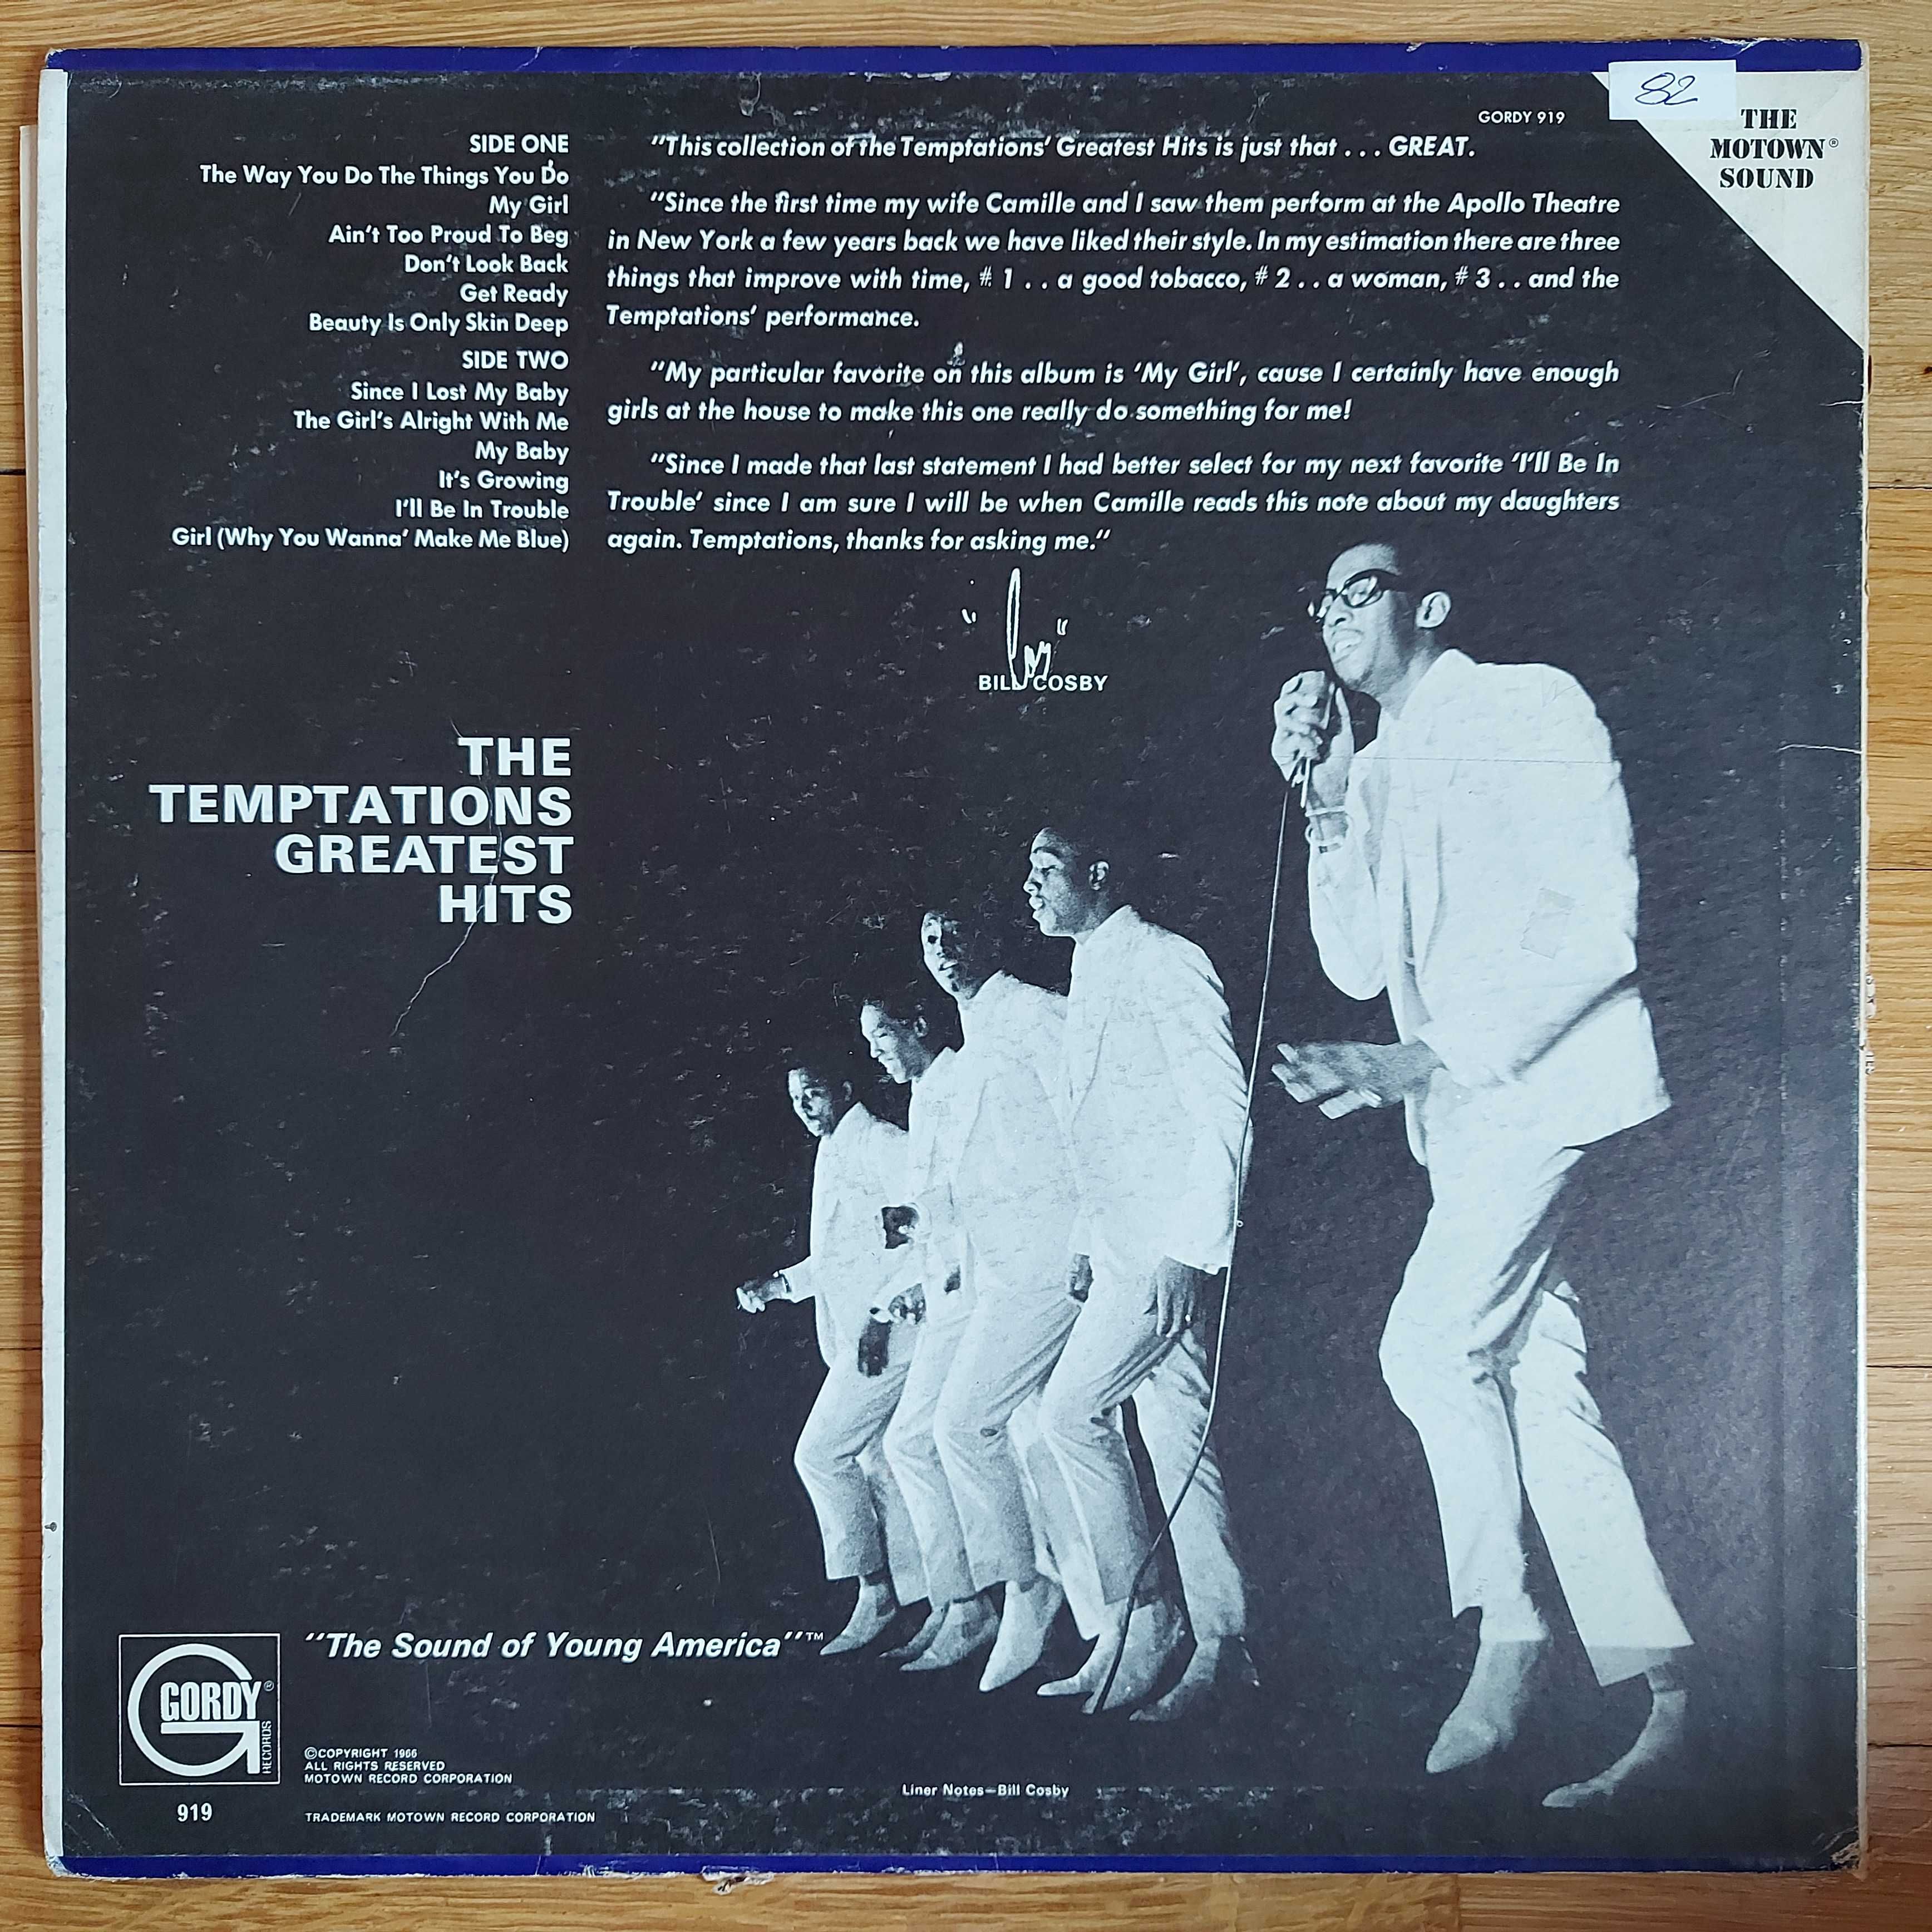 82
THE
MOTOWN®
SOUND
GORDY 919
SIDE ONE
The Way You Do The Things You Do
My Girl
Ain't Too Proud To Beg
Don't Look Back
Get Ready
Beauty Is Only Skin Deep
SIDE TWO
Since I Lost My Baby
The Girl's Alright With Me
My Baby
It's Growing
I'll Be In Trouble
Girl (Why You Wanna' Make Me Blue)
"This collection of the Temptations' Greatest Hits is just that . . . GREAT.
"Since the first time my wife Camille and I saw them perform at the Apollo Theatre
in New York a few years back we have liked their style. In my estimation there are three
things that improve with time, # 1 . . a good tobacco, # 2 . . a woman, # 3 . . and the
Temptations' performance.
"My particular favorite on this album is 'My Girl', cause I certainly have enough
girls at the house to make this one really do something for me!
"Since I made that last statement I had better select for my next favorite 'I'll Be In
Trouble' since I am sure I will be when Camille reads this note about my daughters
again. Temptations, thanks for asking me."
BILL COSBY
THE
TEMPTATIONS
GREATEST
HITS
"The Sound of Young America"™
GORDY®
RECORDS
©COPYRIGHT 1966
ALL RIGHTS RESERVED
MOTOWN RECORD CORPORATION
Liner Notes—Bill Cosby
919
TRADEMARK MOTOWN RECORD CORPORATION